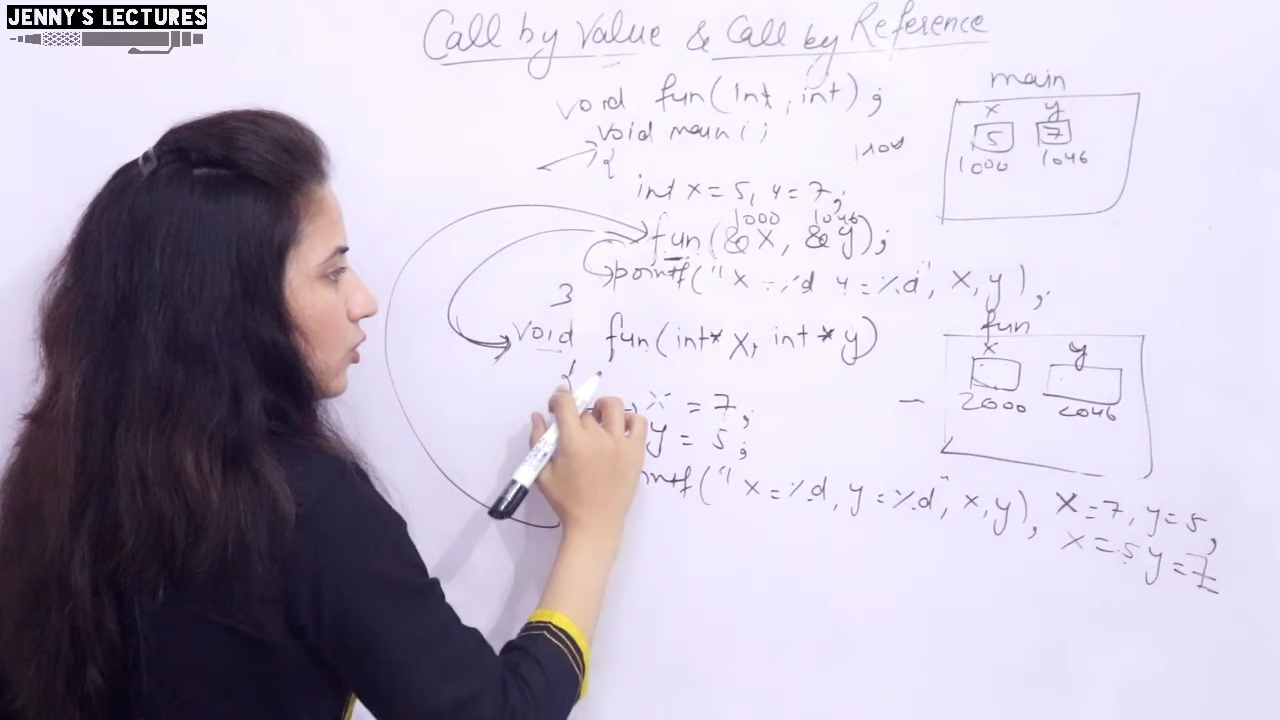 JENNY'S LECTURES
Call by Value & Call by Reference
void fun(int, int);
void main();
{
int x = 5, y = 7;
1000 1046
fun(&x, &y);
printf("x = %d y = %d", x, y);
}
void fun(int* x, int *y)
{
x = 7;
y = 5;
intf("x = %d, y = %d", x, y),
x = 7, y = 5,
x = 5 y = 7
main
x y
5 7
1000 1046
fun
x y
2000 2046